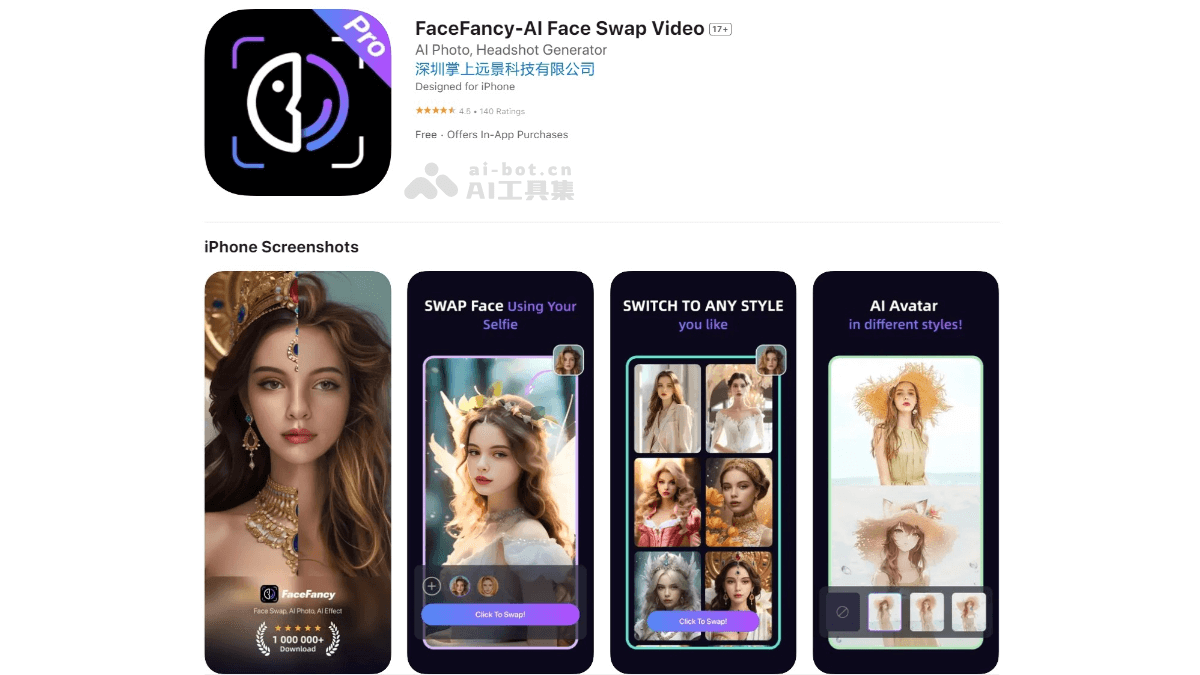 Pro
FaceFancy-AI Face Swap Video 17+
AI Photo, Headshot Generator
深圳掌上远景科技有限公司
Designed for iPhone
★★★★★ 4.5 • 140 Ratings
Free · Offers In-App Purchases
ai-bot.cn
AI工具集
iPhone Screenshots
FaceFancy
Face Swap, AI Photo, AI Effect
★★★★★
1 000 000+
Download
SWAP Face Using Your
Selfie
Click To Swap!
SWITCH TO ANY STYLE
you like
Click To Swap!
AI Avatar
in different styles!